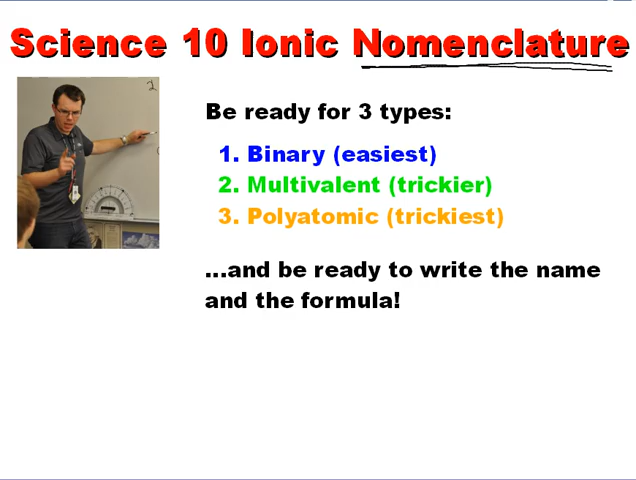 Science 10 Ionic Nomenclature
Be ready for 3 types:
1. Binary (easiest)
2. Multivalent (trickier)
3. Polyatomic (trickiest)
...and be ready to write the name
and the formula!